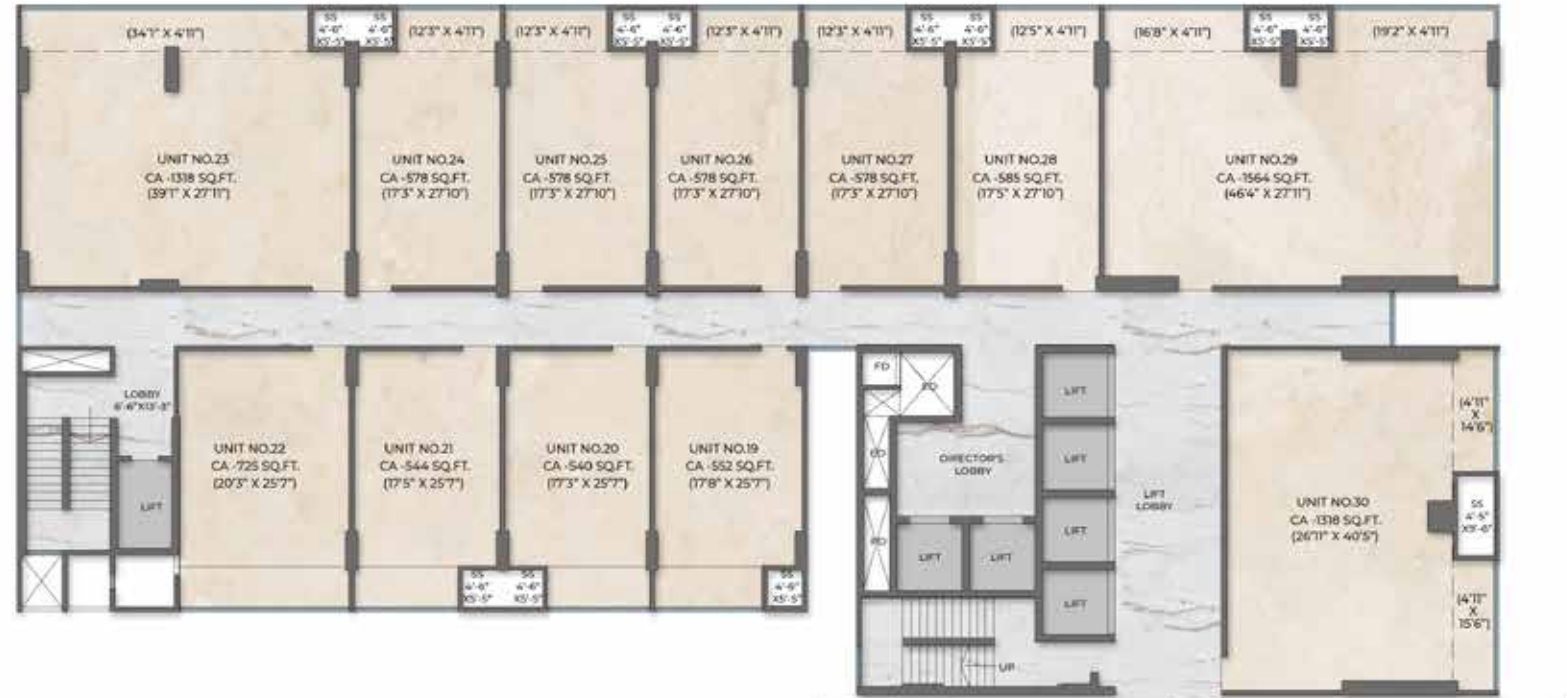 (34'1" X 4'11")
SS
4'-6"
X5'-5"
SS
4'-6"
X5'-5"
(12'3" X 4'11")
(12'3" X 4'11")
SS
4'-6"
X5'-5"
SS
4'-6"
X5'-5"
(12'3" X 4'11")
(12'3" X 4'11")
SS
4'-6"
X5'-5"
SS
4'-6"
X5'-5"
(12'5" X 4'11")
(16'8" X 4'11")
SS
4'-6"
X5'-5"
SS
4'-6"
X5'-5"
(19'2" X 4'11")
UNIT NO.23
CA -1318 SQ.FT.
(39'1" X 27'11")
UNIT NO.24
CA -578 SQ.FT.
(17'3" X 27'10")
UNIT NO.25
CA -578 SQ.FT.
(17'3" X 27'10")
UNIT NO.26
CA -578 SQ.FT.
(17'3" X 27'10")
UNIT NO.27
CA -578 SQ.FT.
(17'3" X 27'10")
UNIT NO.28
CA -585 SQ.FT.
(17'5" X 27'10")
UNIT NO.29
CA -1564 SQ.FT.
(46'4" X 27'11")
LOBBY
6'-6"X13'-3"
LIFT
UNIT NO.22
CA -725 SQ.FT.
(20'3" X 25'7")
UNIT NO.21
CA -544 SQ.FT.
(17'5" X 25'7")
UNIT NO.20
CA -540 SQ.FT.
(17'3" X 25'7")
UNIT NO.19
CA -552 SQ.FT.
(17'8" X 25'7")
SS
4'-6"
X5'-5"
SS
4'-6"
X5'-5"
SS
4'-6"
X5'-5"
FD
ED
ED
DIRECTOR'S
LOBBY
LIFT
LIFT
LIFT
LIFT
LIFT
LIFT
UP
LIFT
LOBBY
UNIT NO.30
CA -1318 SQ.FT.
(26'11" X 40'5")
(4'11"
X
14'6")
SS
4'-5"
X9'-6"
(4'11"
X
15'6")